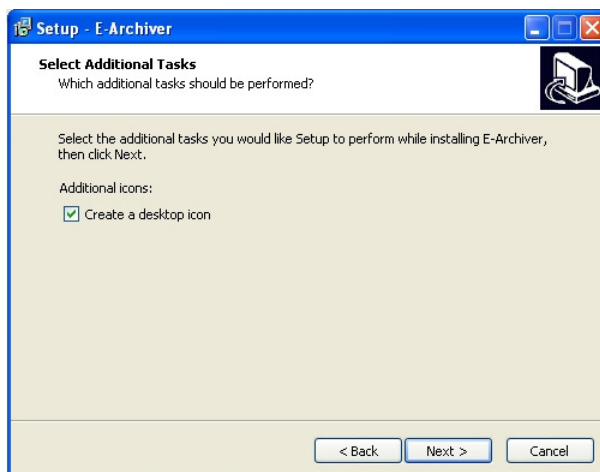 Setup - E-Archiver
Select Additional Tasks
Which additional tasks should be performed?
Select the additional tasks you would like Setup to perform while installing E-Archiver,
then click Next.
Additional icons:
Create a desktop icon
< Back
Next >
Cancel